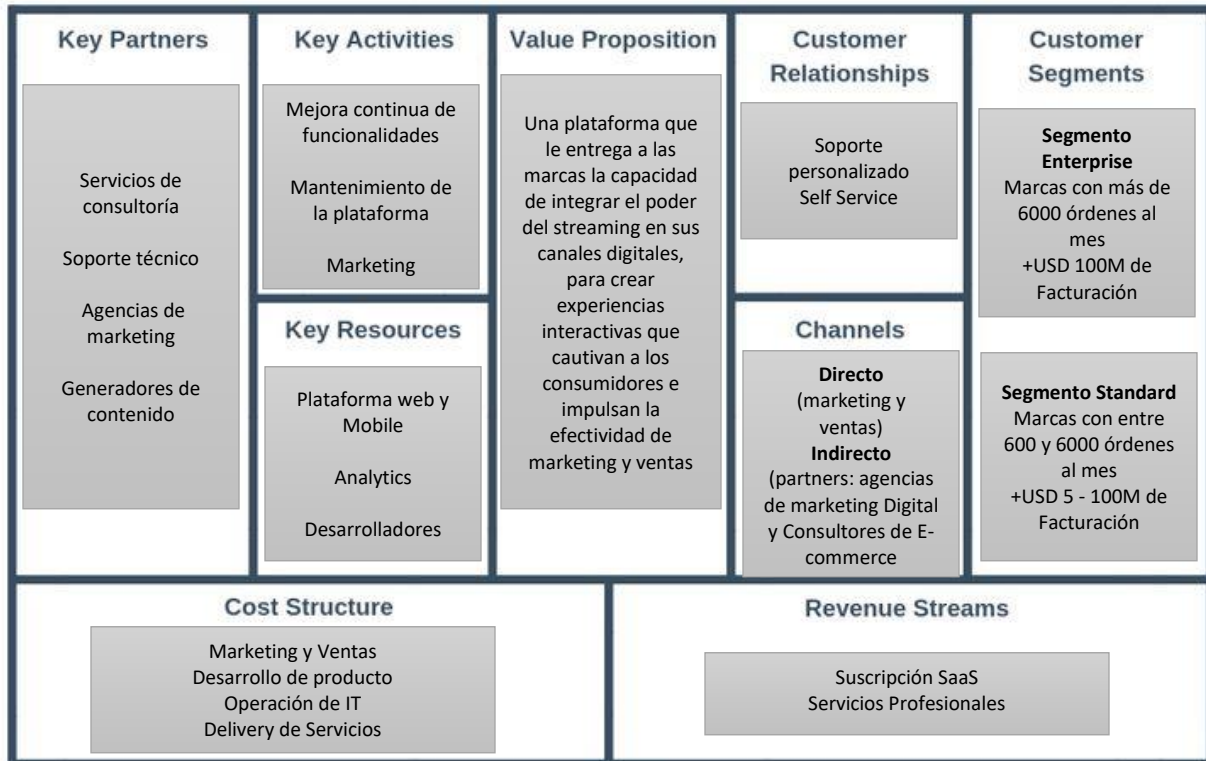 Key Partners
Servicios de
consultoría
Soporte técnico
Agencias de
marketing
Generadores de
contenido
Key Activities
Mejora continua de
funcionalidades
Mantenimiento de
la plataforma
Marketing
Key Resources
Plataforma web y
Mobile
Analytics
Desarrolladores
Value Proposition
Una plataforma que
le entrega a las
marcas la capacidad
de integrar el poder
del streaming en sus
canales digitales,
para crear
experiencias
interactivas que
cautivan a los
consumidores e
impulsan la
efectividad de
marketing y ventas
Customer
Relationships
Soporte
personalizado
Self Service
Channels
Directo
(marketing y
ventas)
Indirecto
(partners: agencias
de marketing Digital
y Consultores de E-
commerce
Customer
Segments
Segmento
Enterprise
Marcas con más de
6000 órdenes al
mes
+USD 100M de
Facturación
Segmento Standard
Marcas con entre
600 y 6000 órdenes
al mes
+USD 5 - 100M de
Facturación
Cost Structure
Marketing y Ventas
Desarrollo de producto
Operación de IT
Delivery de Servicios
Revenue Streams
Suscripción SaaS
Servicios Profesionales